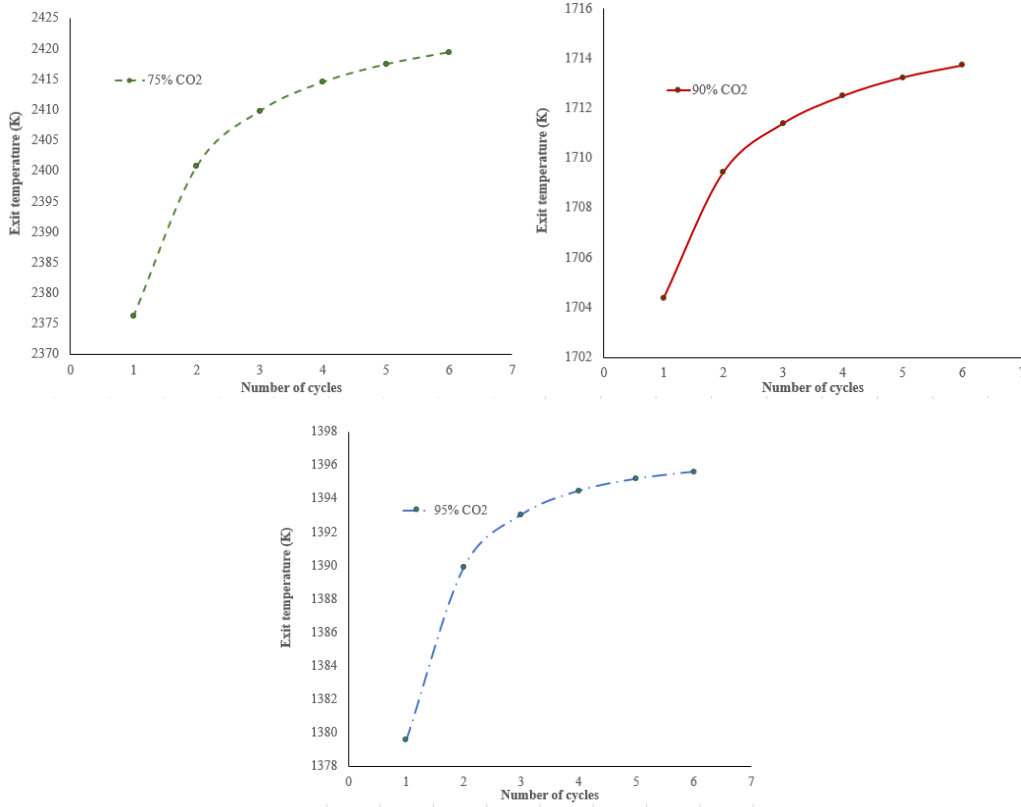 2425
2420
2415
2410
2405
2400
2395
2390
2385
2380
2375
2370
Exit temperature (K)
75% CO2
0 1 2 3 4 5 6 7
Number of cycles
1716
1714
1712
1710
1708
1706
1704
1702
Exit temperature (K)
90% CO2
0 1 2 3 4 5 6
Number of cycles
1398
1396
1394
1392
1390
1388
1386
1384
1382
1380
1378
Exit temperature (K)
95% CO2
0 1 2 3 4 5 6 7
Number of cycles